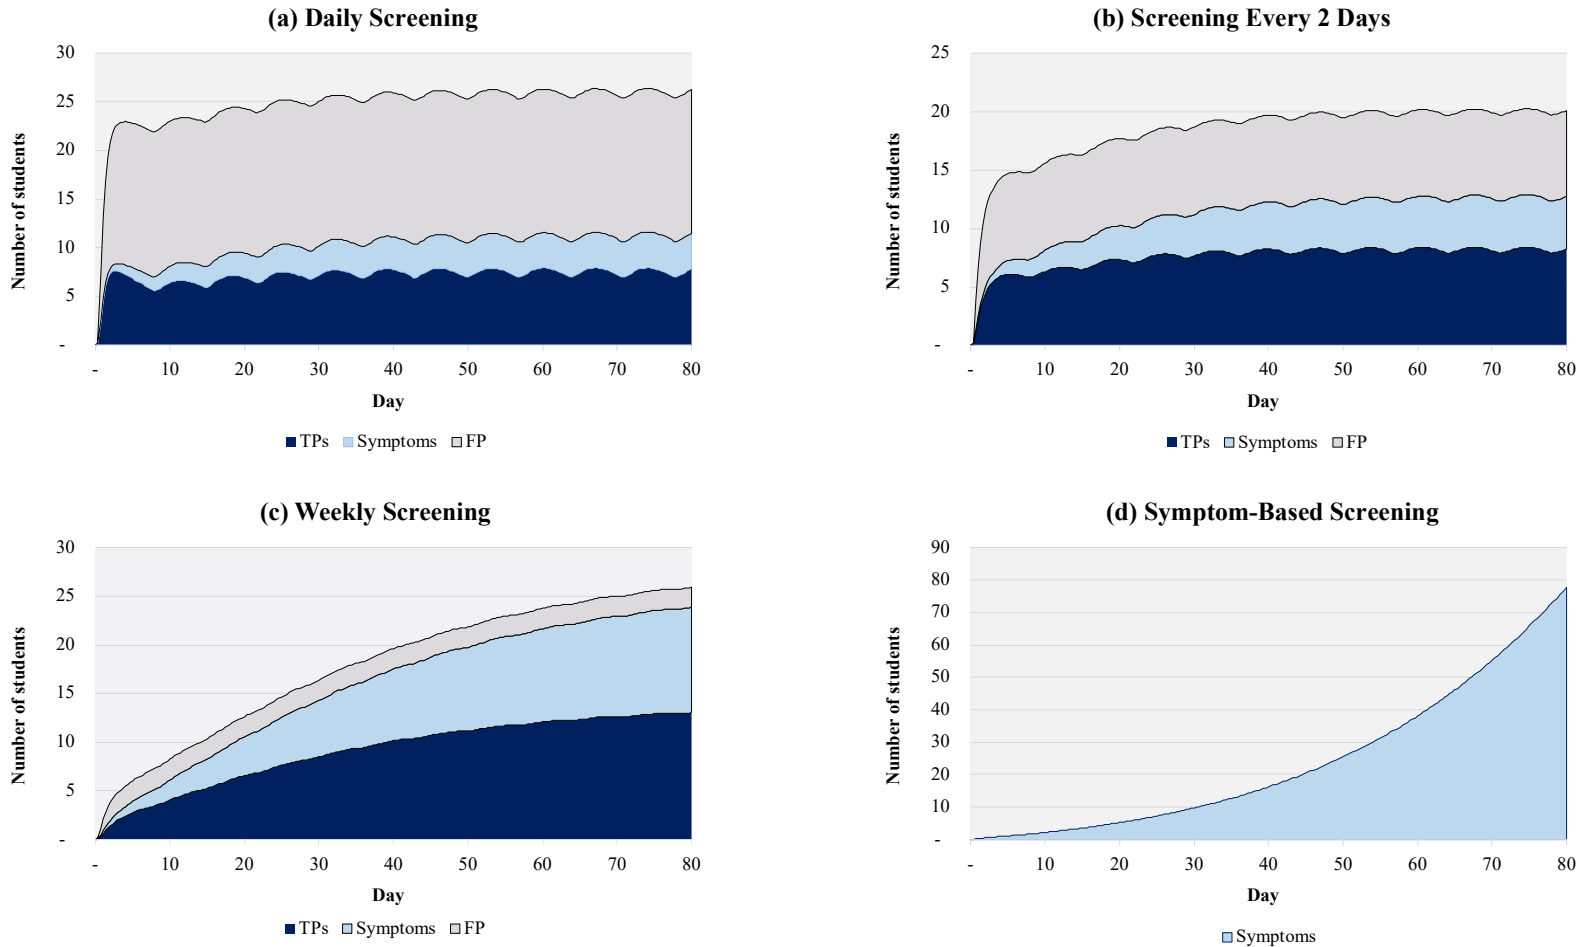 (a) Daily Screening
Number of students
30
25
20
15
10
5
-
- 10 20 30 40 50 60 70 80
Day
TPs Symptoms FP
(b) Screening Every 2 Days
Number of students
25
20
15
10
5
-
- 10 20 30 40 50 60 70 80
Day
TPs Symptoms FP
(c) Weekly Screening
Number of students
30
25
20
15
10
5
-
- 10 20 30 40 50 60 70 80
Day
TPs Symptoms FP
(d) Symptom-Based Screening
Number of students
90
80
70
60
50
40
30
20
10
-
- 10 20 30 40 50 60 70 80
Day
Symptoms